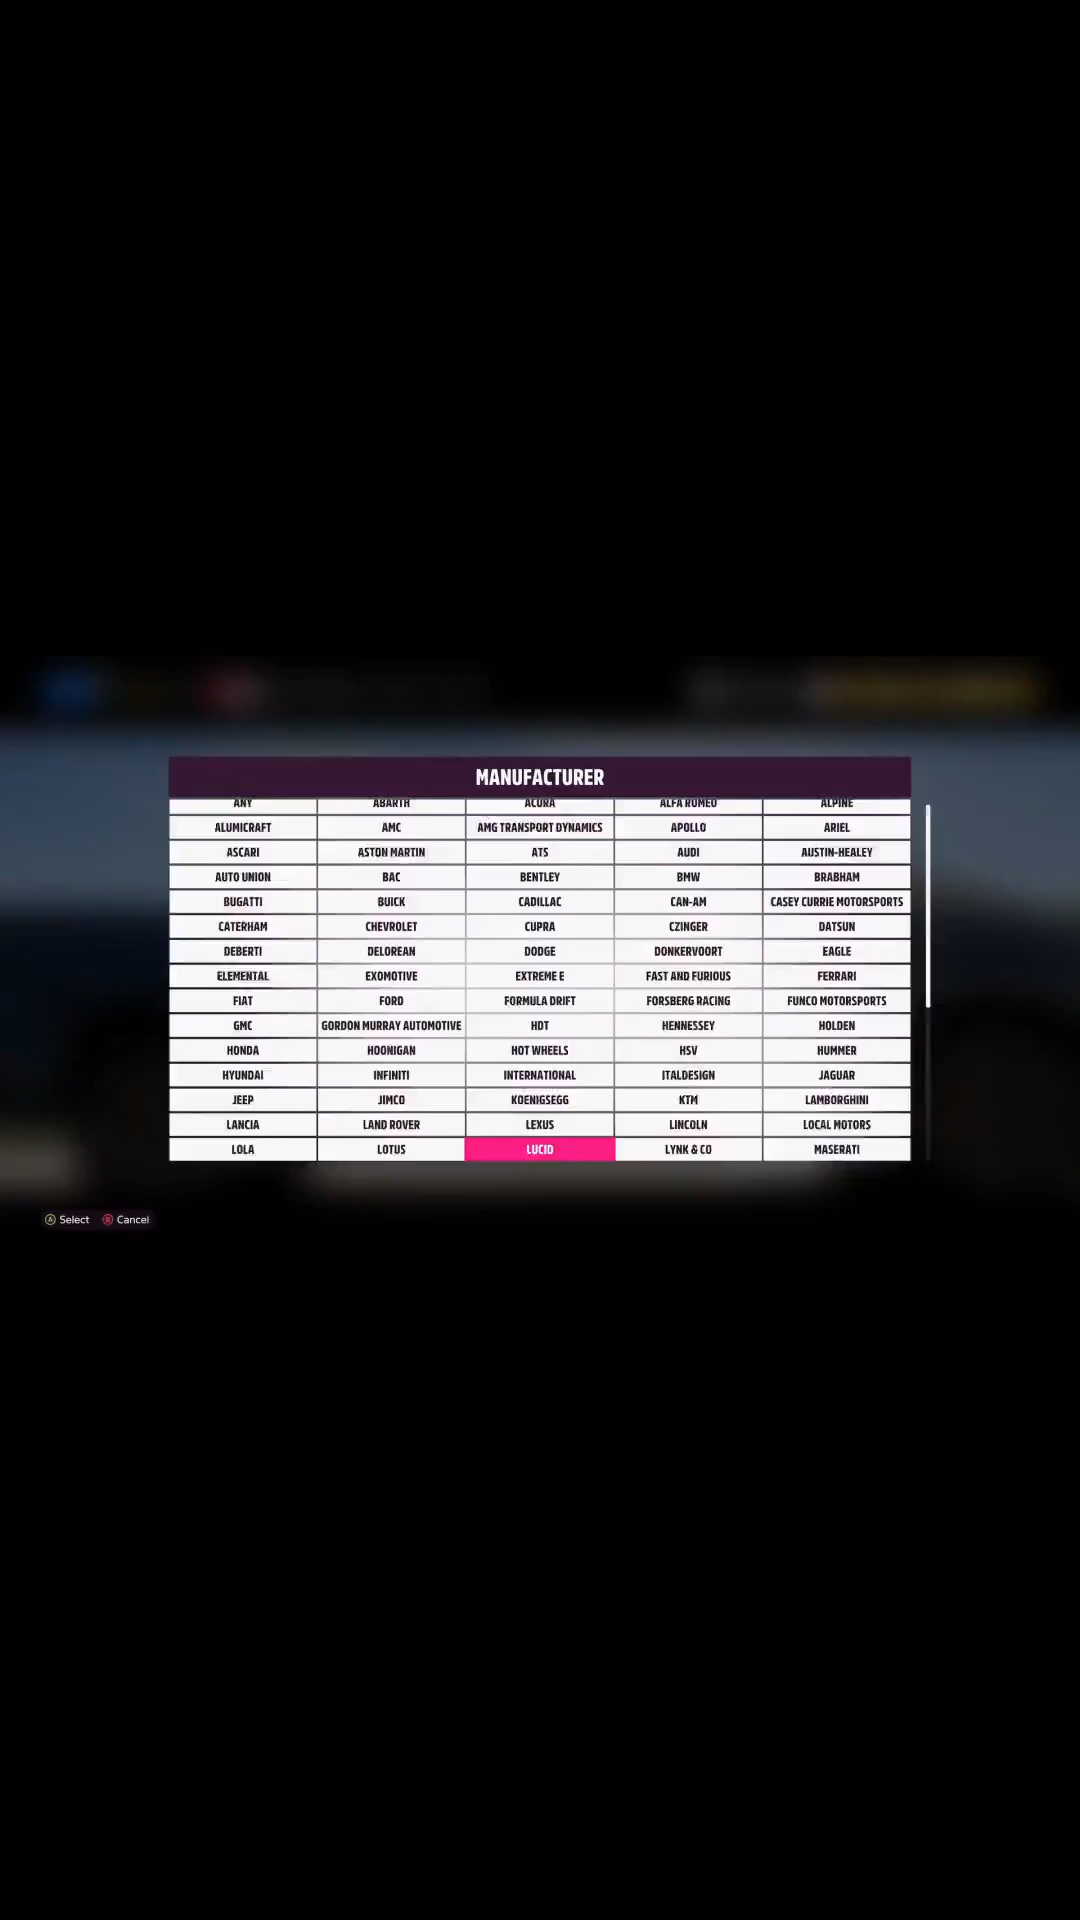 MANUFACTURER
ANY ABARTH ACURA ALFA ROMEO ALPINE
ALUMICRAFT AMC AMG TRANSPORT DYNAMICS APOLLO ARIEL
ASCARI ASTON MARTIN ATS AUDI AUSTIN-HEALEY
AUTO UNION BAC BENTLEY BMW BRABHAM
BUGATTI BUICK CADILLAC CAN-AM CASEY CURRIE MOTORSPORTS
CATERHAM CHEVROLET CUPRA CZINGER DATSUN
DEBERTI DELOREAN DODGE DONKERVOORT EAGLE
ELEMENTAL EXOMOTIVE EXTREME E FAST AND FURIOUS FERRARI
FIAT FORD FORMULA DRIFT FORSBERG RACING FUNCO MOTORSPORTS
GMC GORDON MURRAY AUTOMOTIVE HDT HENNESSEY HOLDEN
HONDA HOONIGAN HOT WHEELS HSV HUMMER
HYUNDAI INFINITI INTERNATIONAL ITALDESIGN JAGUAR
JEEP JIMCO KOENIGSEGG KTM LAMBORGHINI
LANCIA LAND ROVER LEXUS LINCOLN LOCAL MOTORS
LOLA LOTUS LUCID LYNK & CO MASERATI
A Select B Cancel